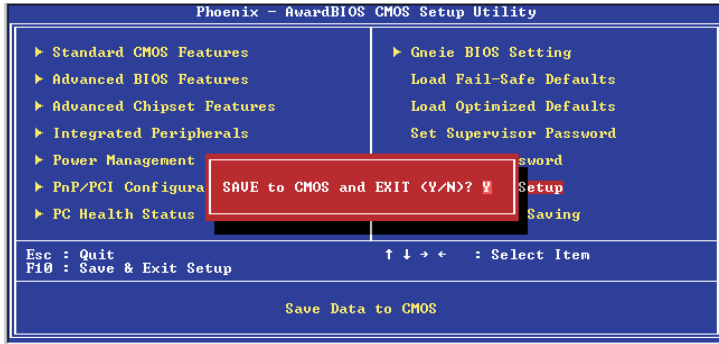 Phoenix - AwardBIOS CMOS Setup Utility
▶ Standard CMOS Features
▶ Advanced BIOS Features
▶ Advanced Chipset Features
▶ Integrated Peripherals
▶ Power Management
▶ PnP/PCI Configura
▶ PC Health Status
▶ Gneie BIOS Setting
Load Fail-Safe Defaults
Load Optimized Defaults
Set Supervisor Password
sword
Setup
Saving
SAVE to CMOS and EXIT (Y/N)? Y
Esc : Quit
F10 : Save & Exit Setup
↑ ↓ → ← : Select Item
Save Data to CMOS